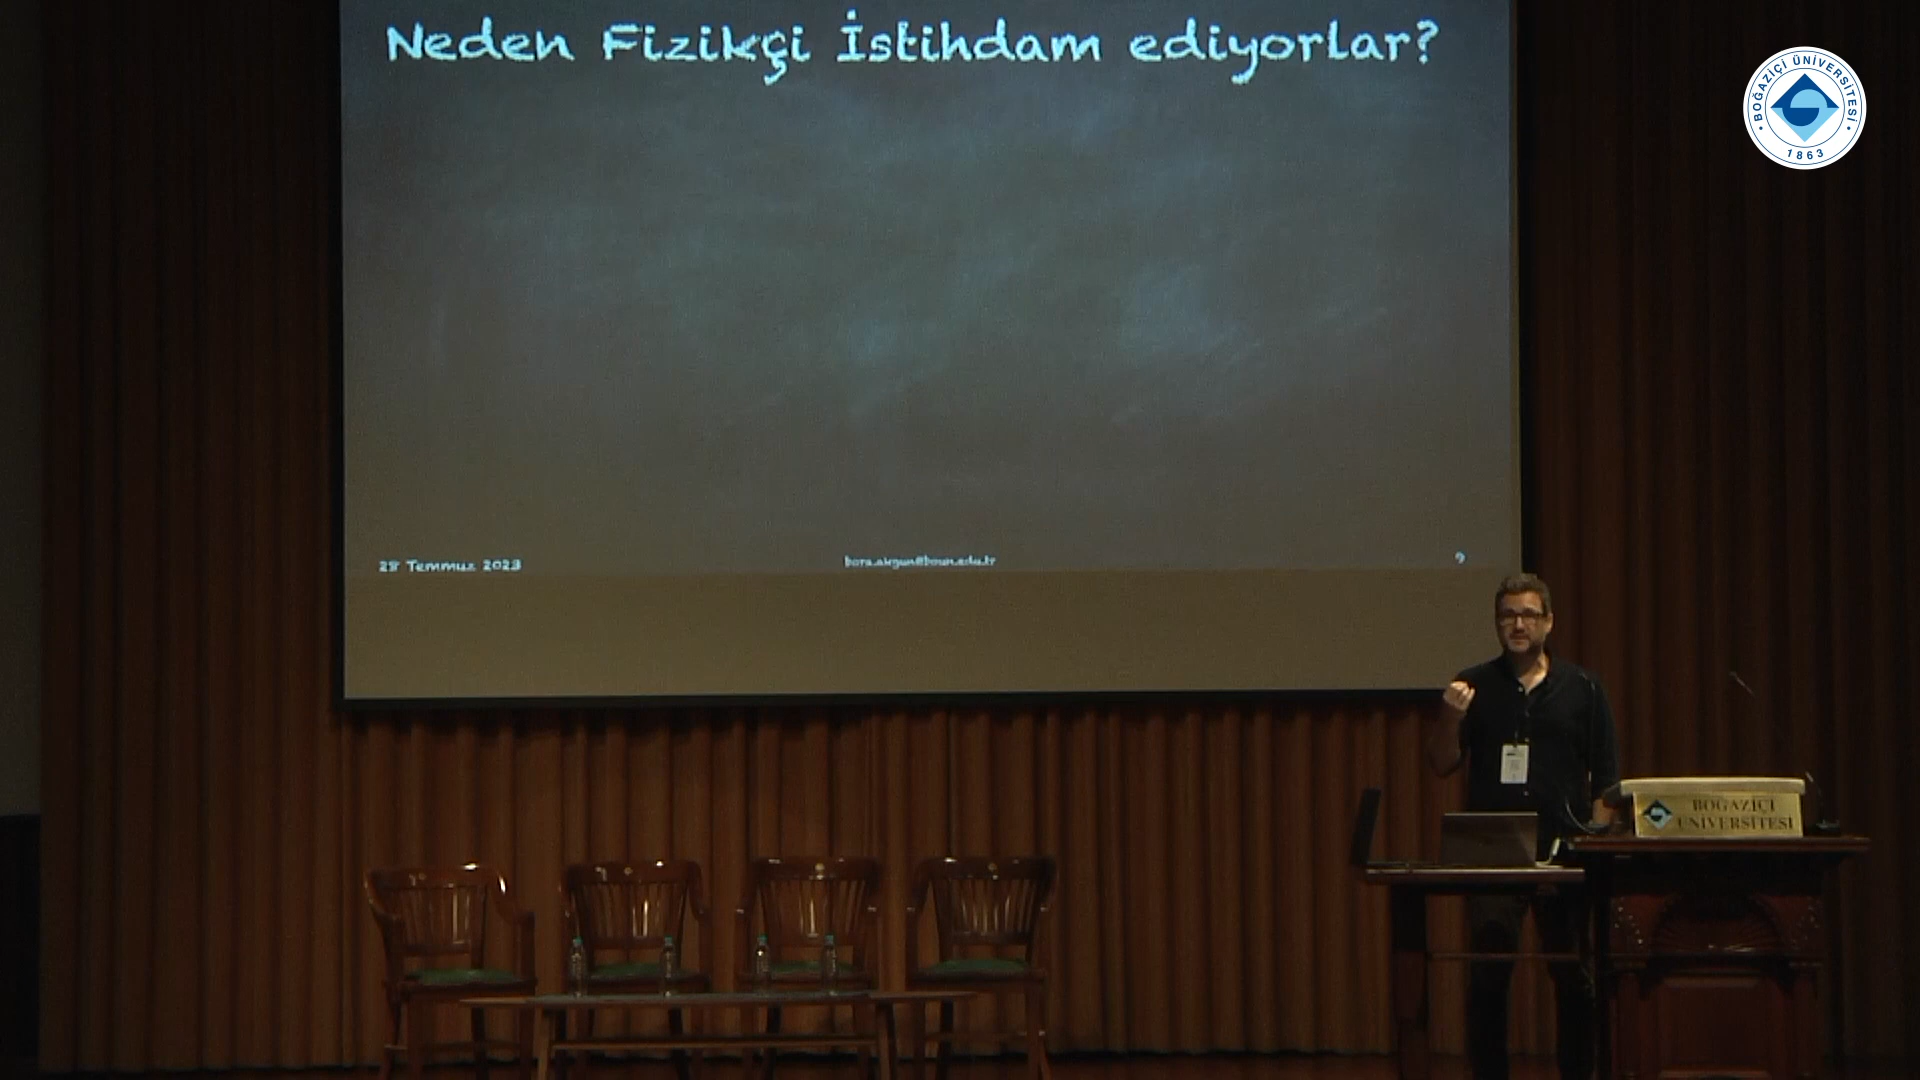 Neden Fizikçi İstihdam ediyorlar?
BOĞAZİÇİ ÜNİVERSİTESİ
1863
28 Temmuz 2023
bora.akgun@boun.edu.tr
9
BOĞAZİÇİ
ÜNİVERSİTESİ